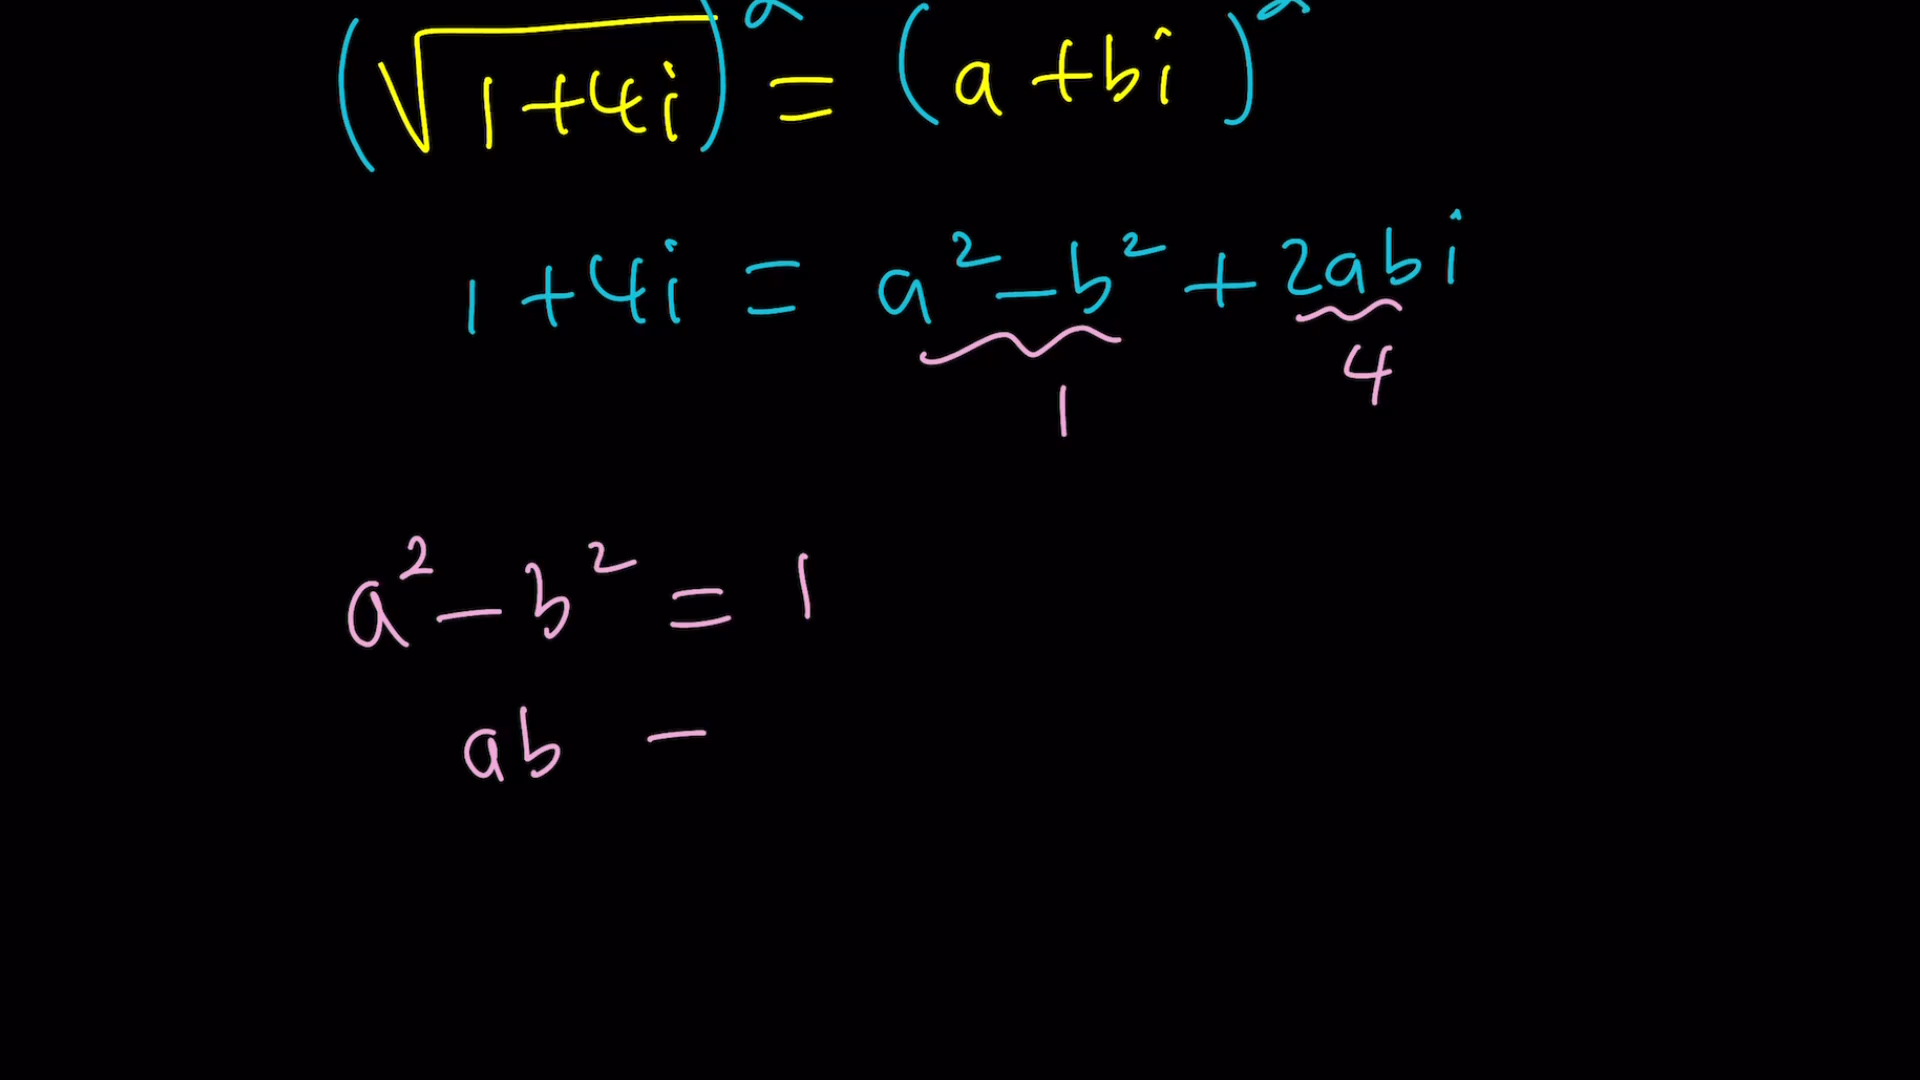 (√1+4i)² = (a+bi)²
1+4i = a²-b² + 2abi
1 4
a²-b² = 1
ab -